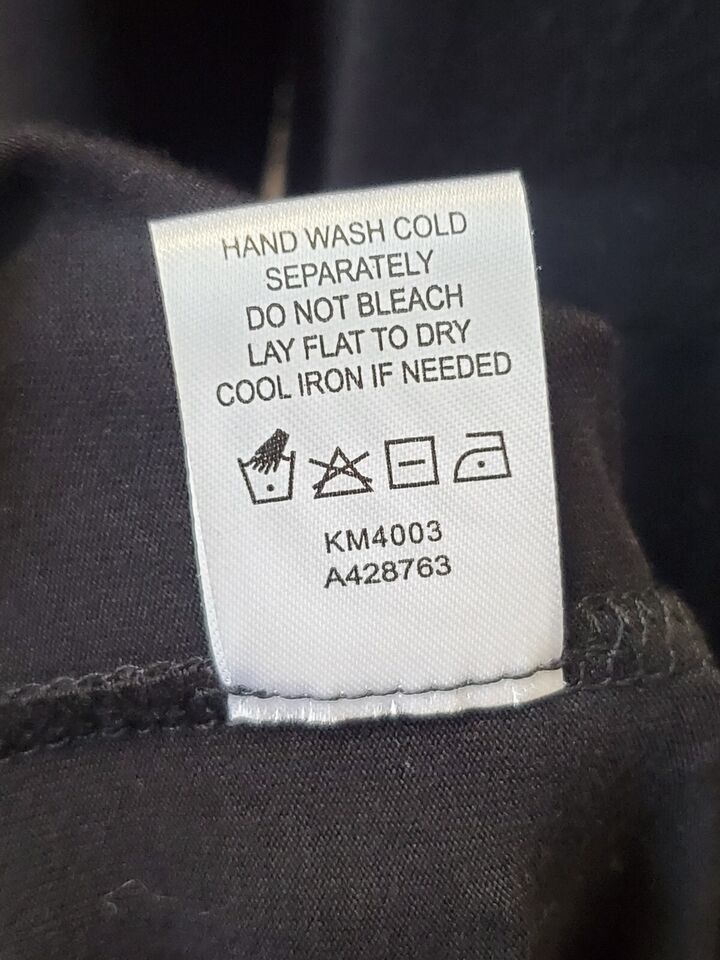 HAND WASH COLD
SEPARATELY
DO NOT BLEACH
LAY FLAT TO DRY
COOL IRON IF NEEDED
KM4003
A428763